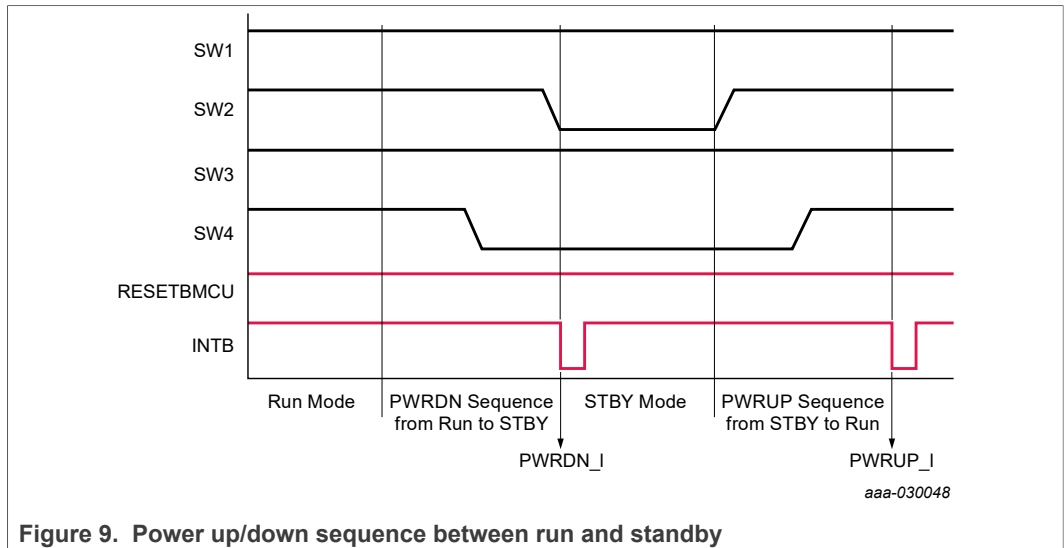 SW1
SW2
SW3
SW4
RESETBMCU
INTB
Run Mode
PWRDN Sequence
from Run to STBY
STBY Mode
PWRUP Sequence
from STBY to Run
PWRDN_I
PWRUP_I
aaa-030048
Figure 9. Power up/down sequence between run and standby